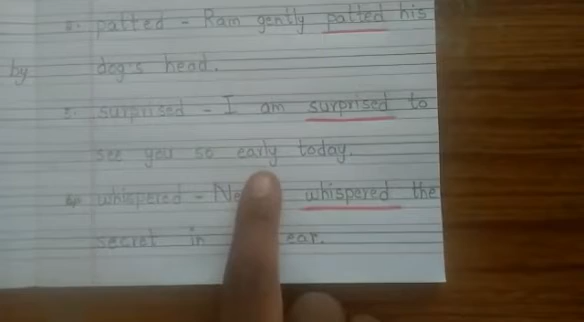 patted - Ram gently patted his
by dog's head.
surprised - I am surprised to
see you so early today.
whispered - whispered the
secret in ear.